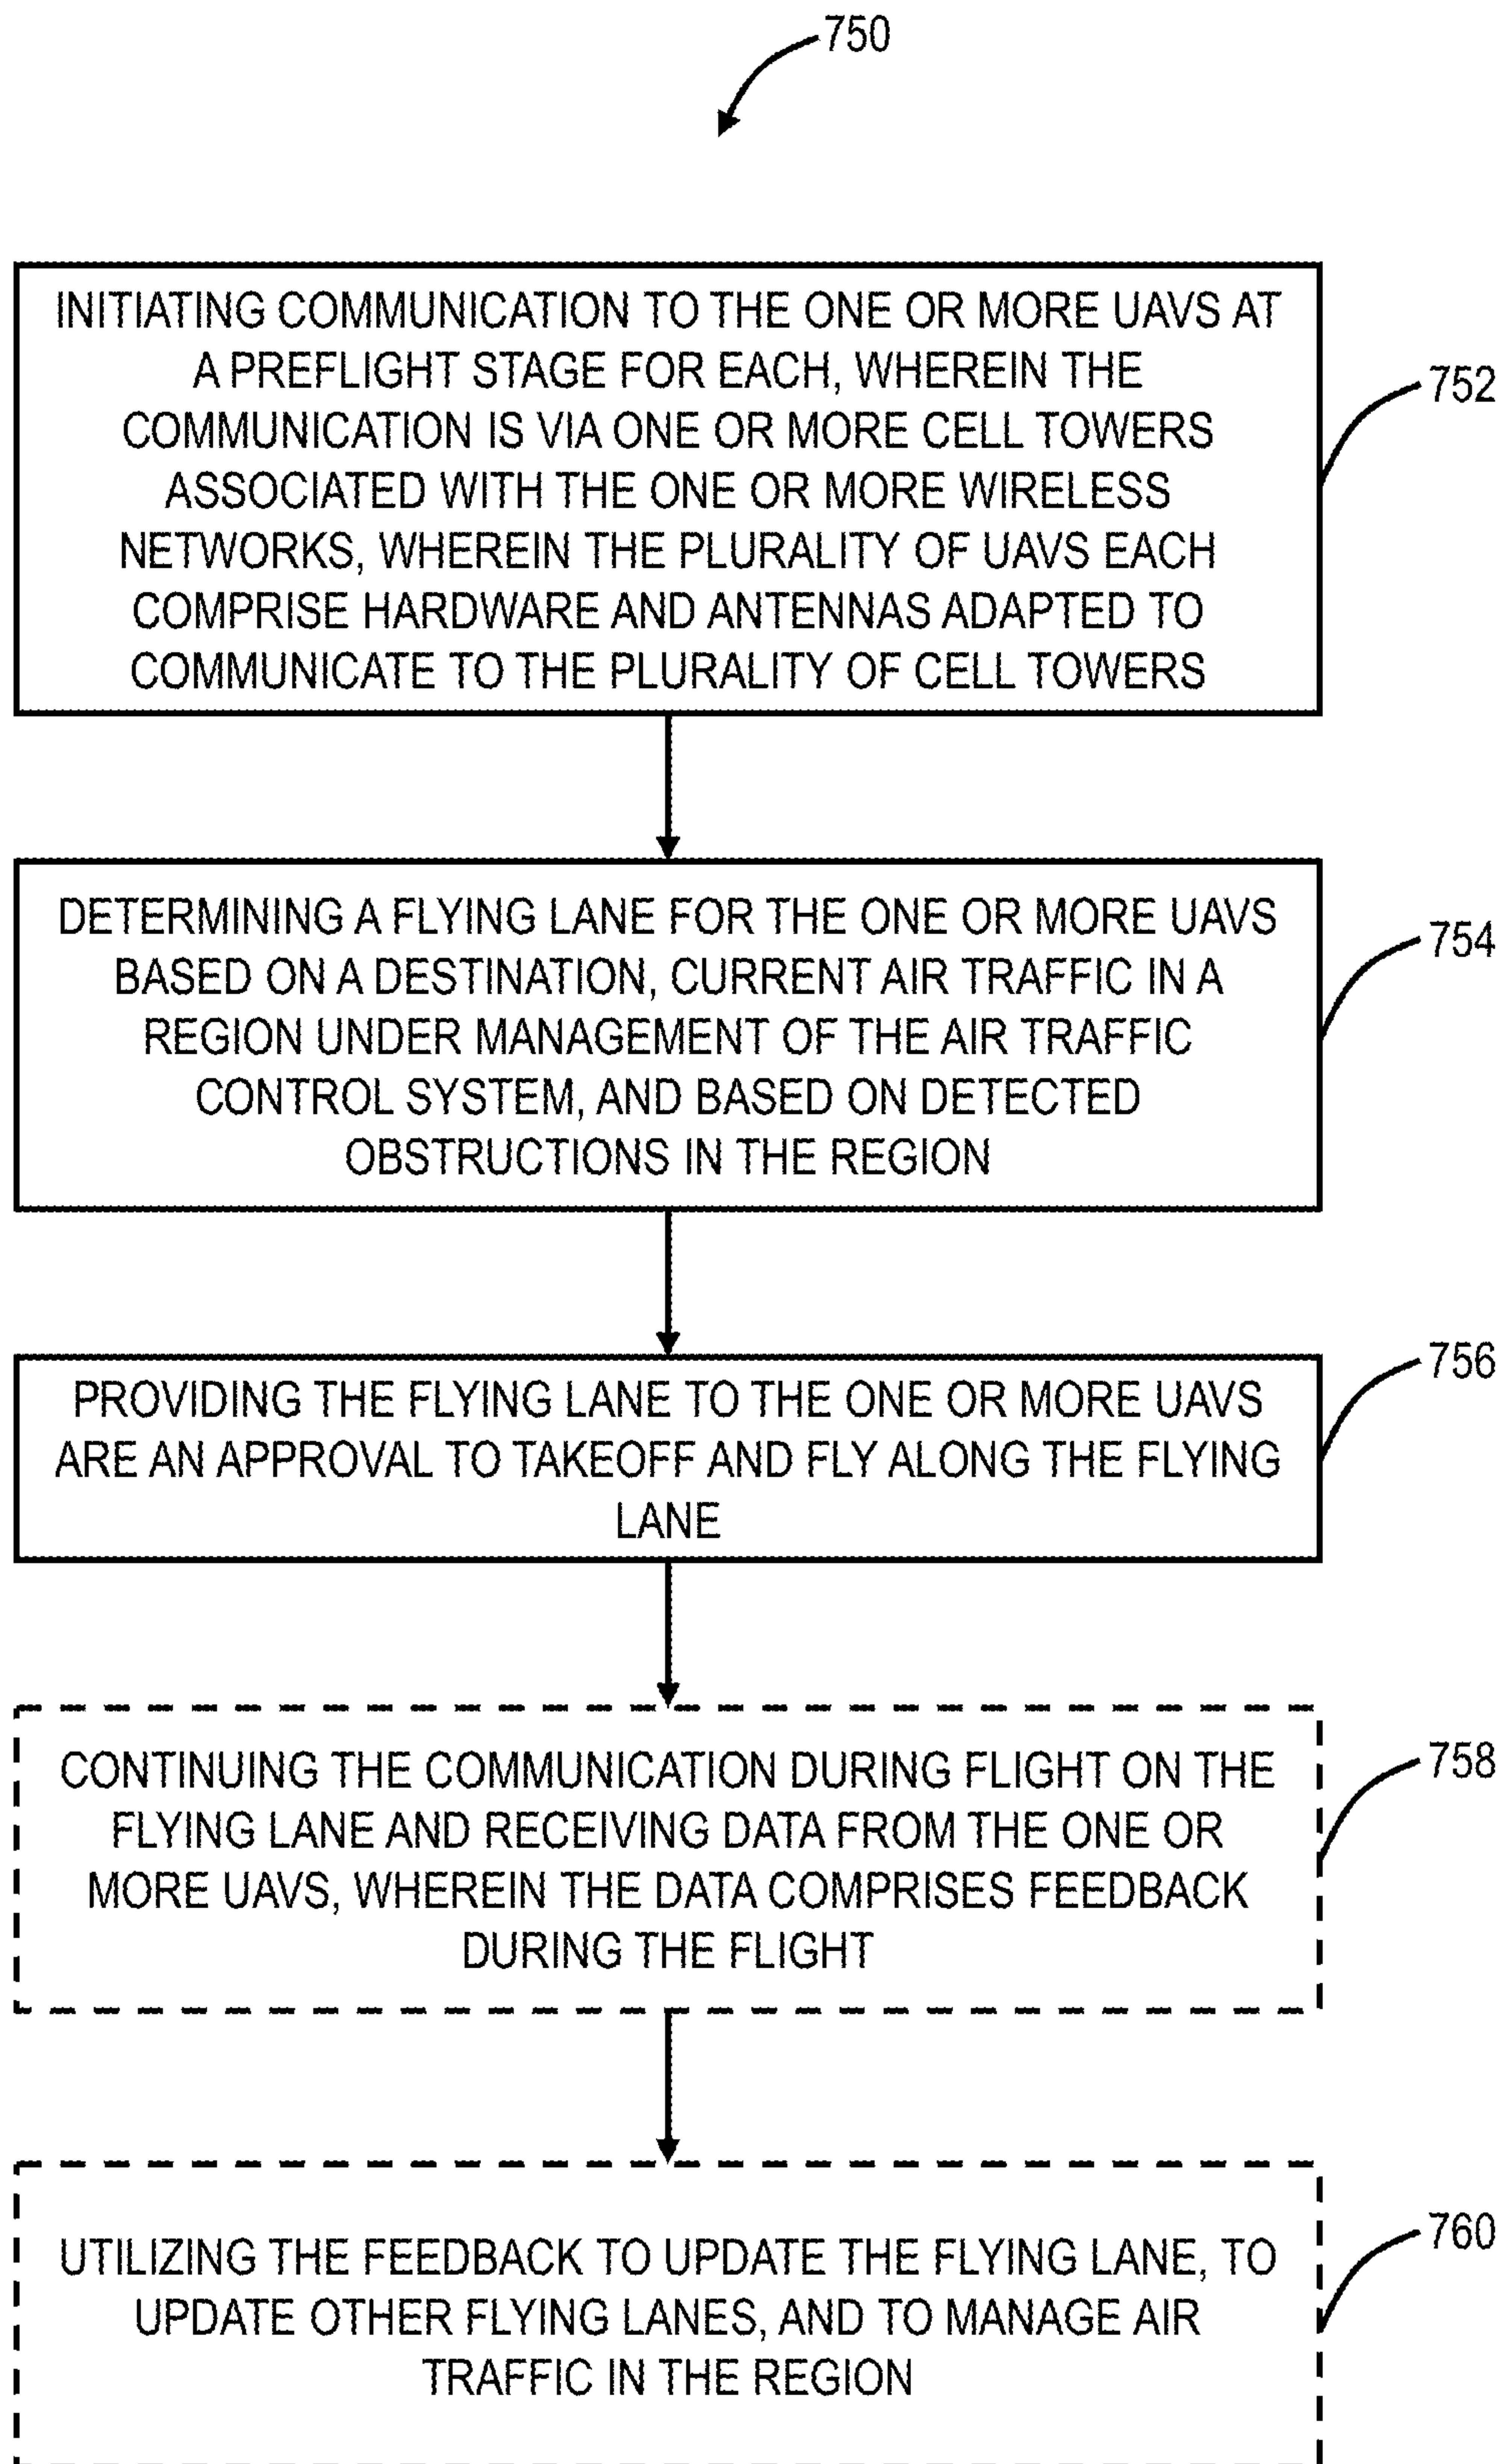 750
INITIATING COMMUNICATION TO THE ONE OR MORE UAVS AT
A PREFLIGHT STAGE FOR EACH, WHEREIN THE
COMMUNICATION IS VIA ONE OR MORE CELL TOWERS
ASSOCIATED WITH THE ONE OR MORE WIRELESS
NETWORKS, WHEREIN THE PLURALITY OF UAVS EACH
COMPRISE HARDWARE AND ANTENNAS ADAPTED TO
COMMUNICATE TO THE PLURALITY OF CELL TOWERS
752
DETERMINING A FLYING LANE FOR THE ONE OR MORE UAVS
BASED ON A DESTINATION, CURRENT AIR TRAFFIC IN A
REGION UNDER MANAGEMENT OF THE AIR TRAFFIC
CONTROL SYSTEM, AND BASED ON DETECTED
OBSTRUCTIONS IN THE REGION
754
PROVIDING THE FLYING LANE TO THE ONE OR MORE UAVS
ARE AN APPROVAL TO TAKEOFF AND FLY ALONG THE FLYING
LANE
756
CONTINUING THE COMMUNICATION DURING FLIGHT ON THE
FLYING LANE AND RECEIVING DATA FROM THE ONE OR
MORE UAVS, WHEREIN THE DATA COMPRISES FEEDBACK
DURING THE FLIGHT
758
UTILIZING THE FEEDBACK TO UPDATE THE FLYING LANE, TO
UPDATE OTHER FLYING LANES, AND TO MANAGE AIR
TRAFFIC IN THE REGION
760